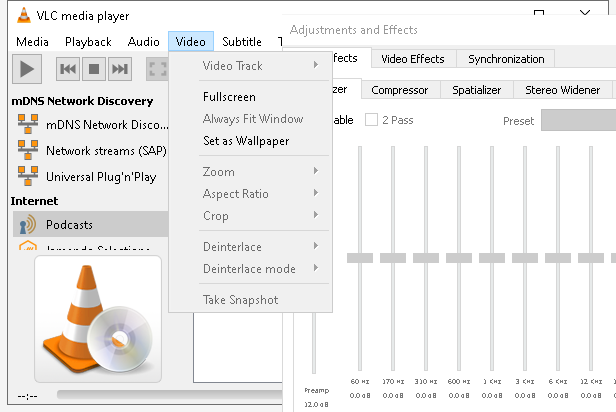 VLC media player
Media Playback Audio Video Subtitle
mDNS Network Discovery
mDNS Network Disco...
Network streams (SAP)
Universal Plug'n'Play
Internet
Podcasts
Jamendo Selections
--:--
Video Track
Fullscreen
Always Fit Window
Set as Wallpaper
Zoom
Aspect Ratio
Crop
Deinterlace
Deinterlace mode
Take Snapshot
Adjustments and Effects
fects Video Effects Synchronization
zer Compressor Spatializer Stereo Widener
able 2 Pass Preset
60 Hz 170 Hz 310 Hz 600 Hz 1 KHz 3 KHz 6 KHz 12 KHz
Preamp 0.0 dB 0.0 dB 0.0 dB 0.0 dB 0.0 dB 0.0 dB 0.0 dB 0.0 dB
12.0 dB